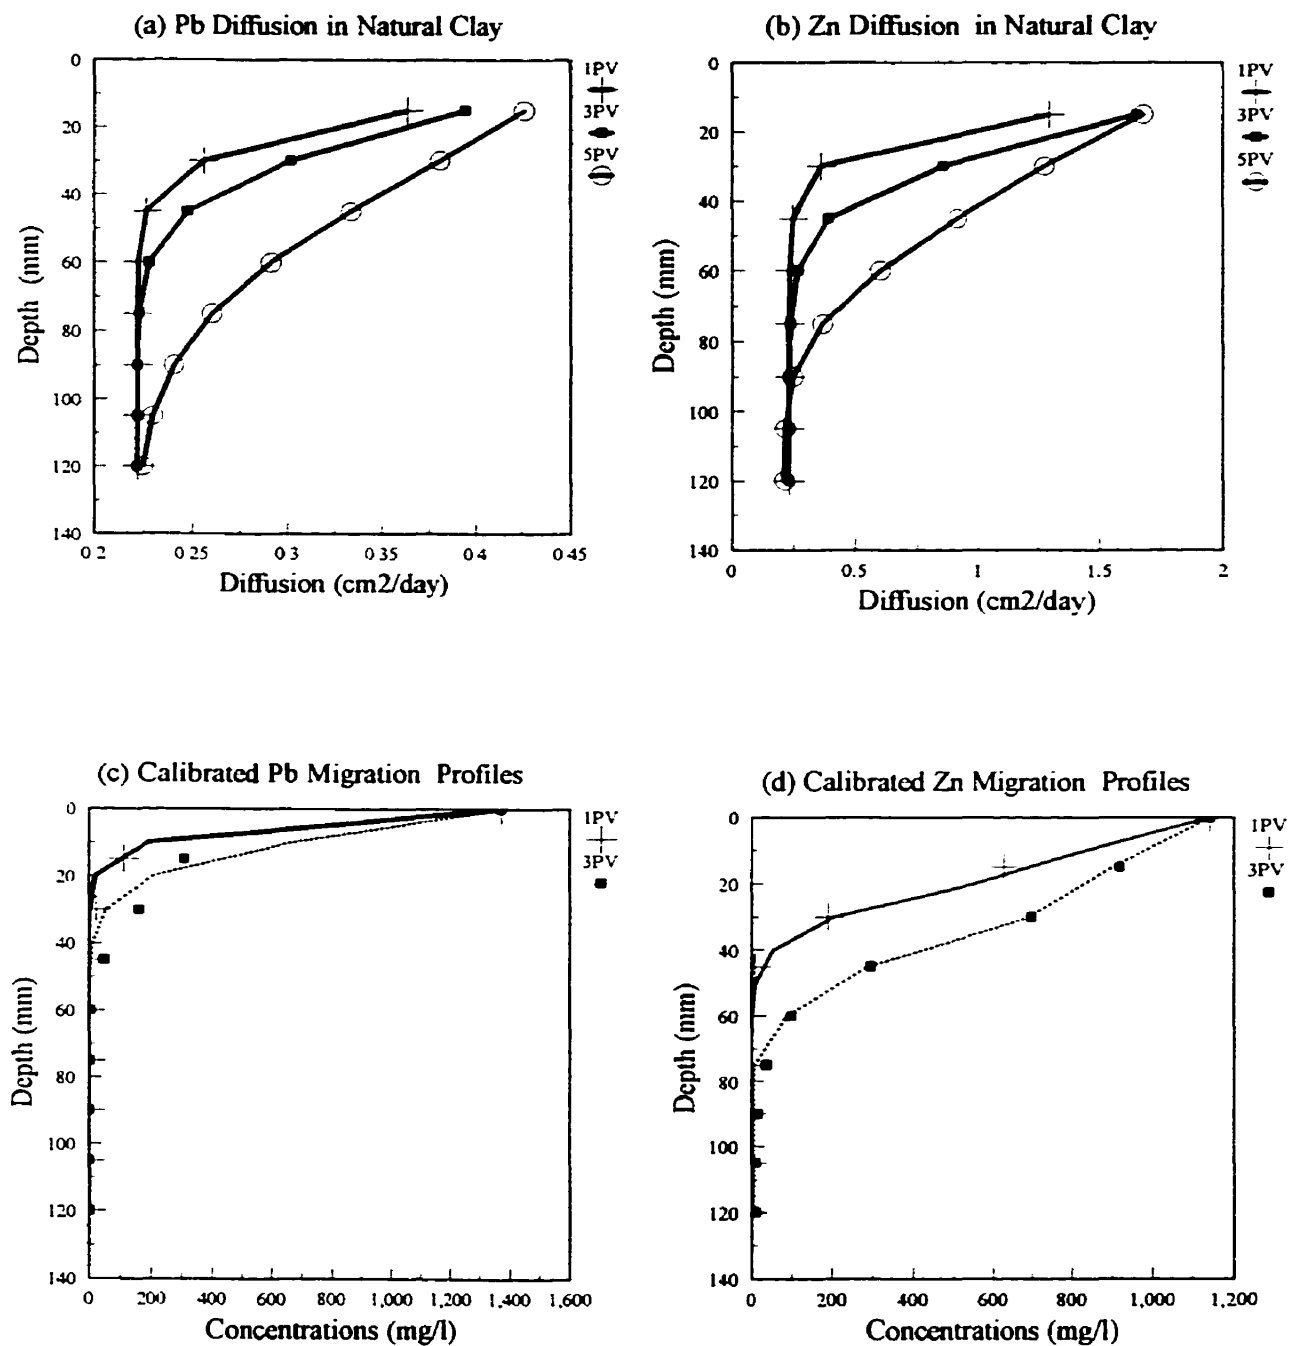 (a) Pb Diffusion in Natural Clay
0
20
40
60
80
100
120
140
Depth (mm)
0 2
0 25
0 3
0 35
0 4
0 45
Diffusion (cm2/day)
1PV
3PV
5PV
(b) Zn Diffusion in Natural Clay
0
20
40
60
80
100
120
140
Depth (mm)
0
0.5
1
1.5
2
Diffusion (cm2/day)
1PV
3PV
5PV
(c) Calibrated Pb Migration Profiles
0
20
40
60
80
100
120
140
Depth (mm)
0
200
400
600
800
1,000
1,200
1,400
1,600
Concentrations (mg/l)
1PV
3PV
(d) Calibrated Zn Migration Profiles
0
20
40
60
80
100
120
140
Depth (mm)
0
200
400
600
800
1,000
1,200
Concentrations (mg/l)
1PV
3PV